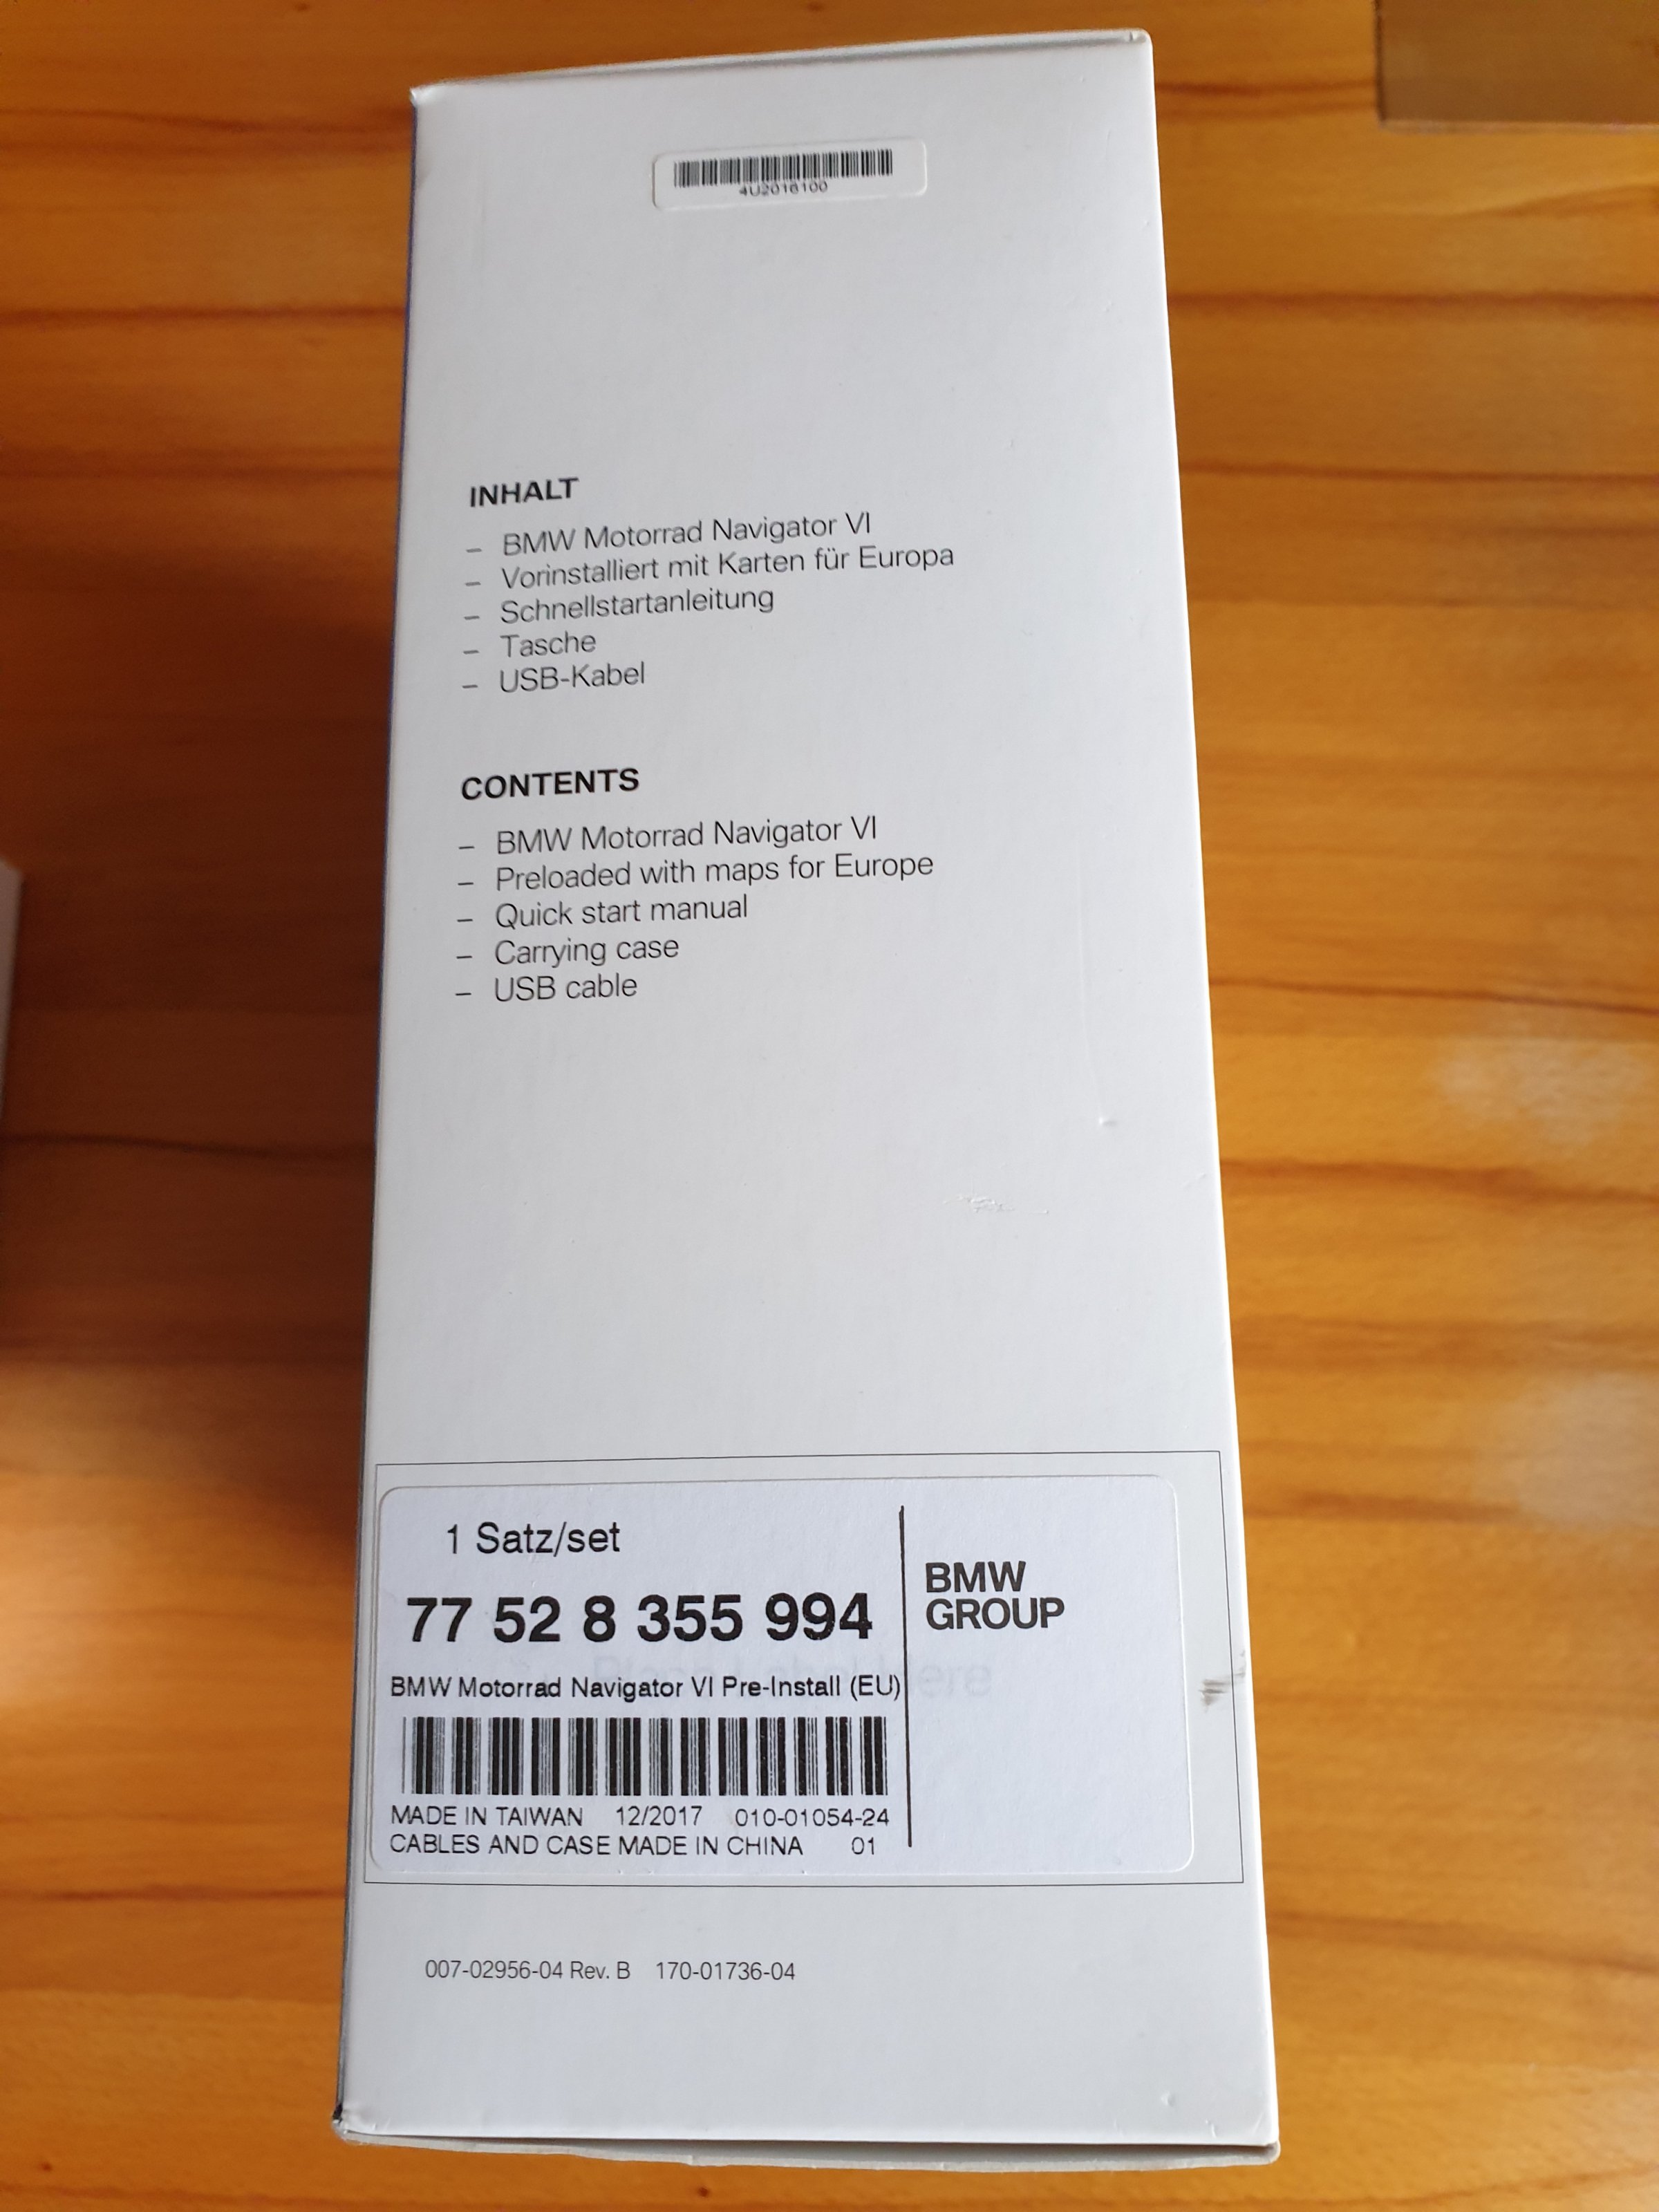 4U2016100
INHALT
– BMW Motorrad Navigator VI
– Vorinstalliert mit Karten für Europa
– Schnellstartanleitung
– Tasche
– USB-Kabel
CONTENTS
– BMW Motorrad Navigator VI
– Preloaded with maps for Europe
– Quick start manual
– Carrying case
– USB cable
1 Satz/set
77 52 8 355 994
BMW
GROUP
Place Label Here
BMW Motorrad Navigator VI Pre-Install (EU)
MADE IN TAIWAN 12/2017 010-01054-24
CABLES AND CASE MADE IN CHINA 01
007-02956-04 Rev. B 170-01736-04